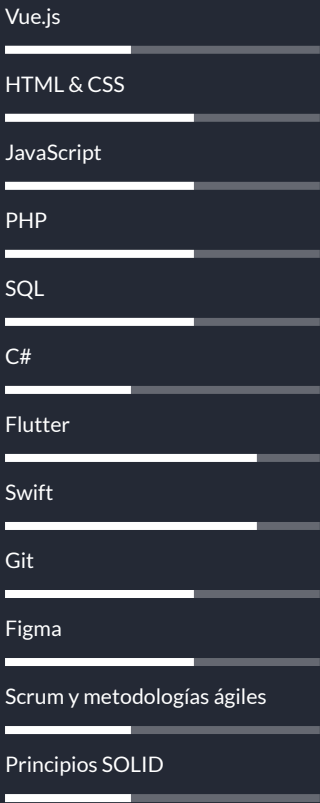 Vue.js
HTML & CSS
JavaScript
PHP
SQL
C#
Flutter
Swift
Git
Figma
Scrum y metodologías ágiles
Principios SOLID